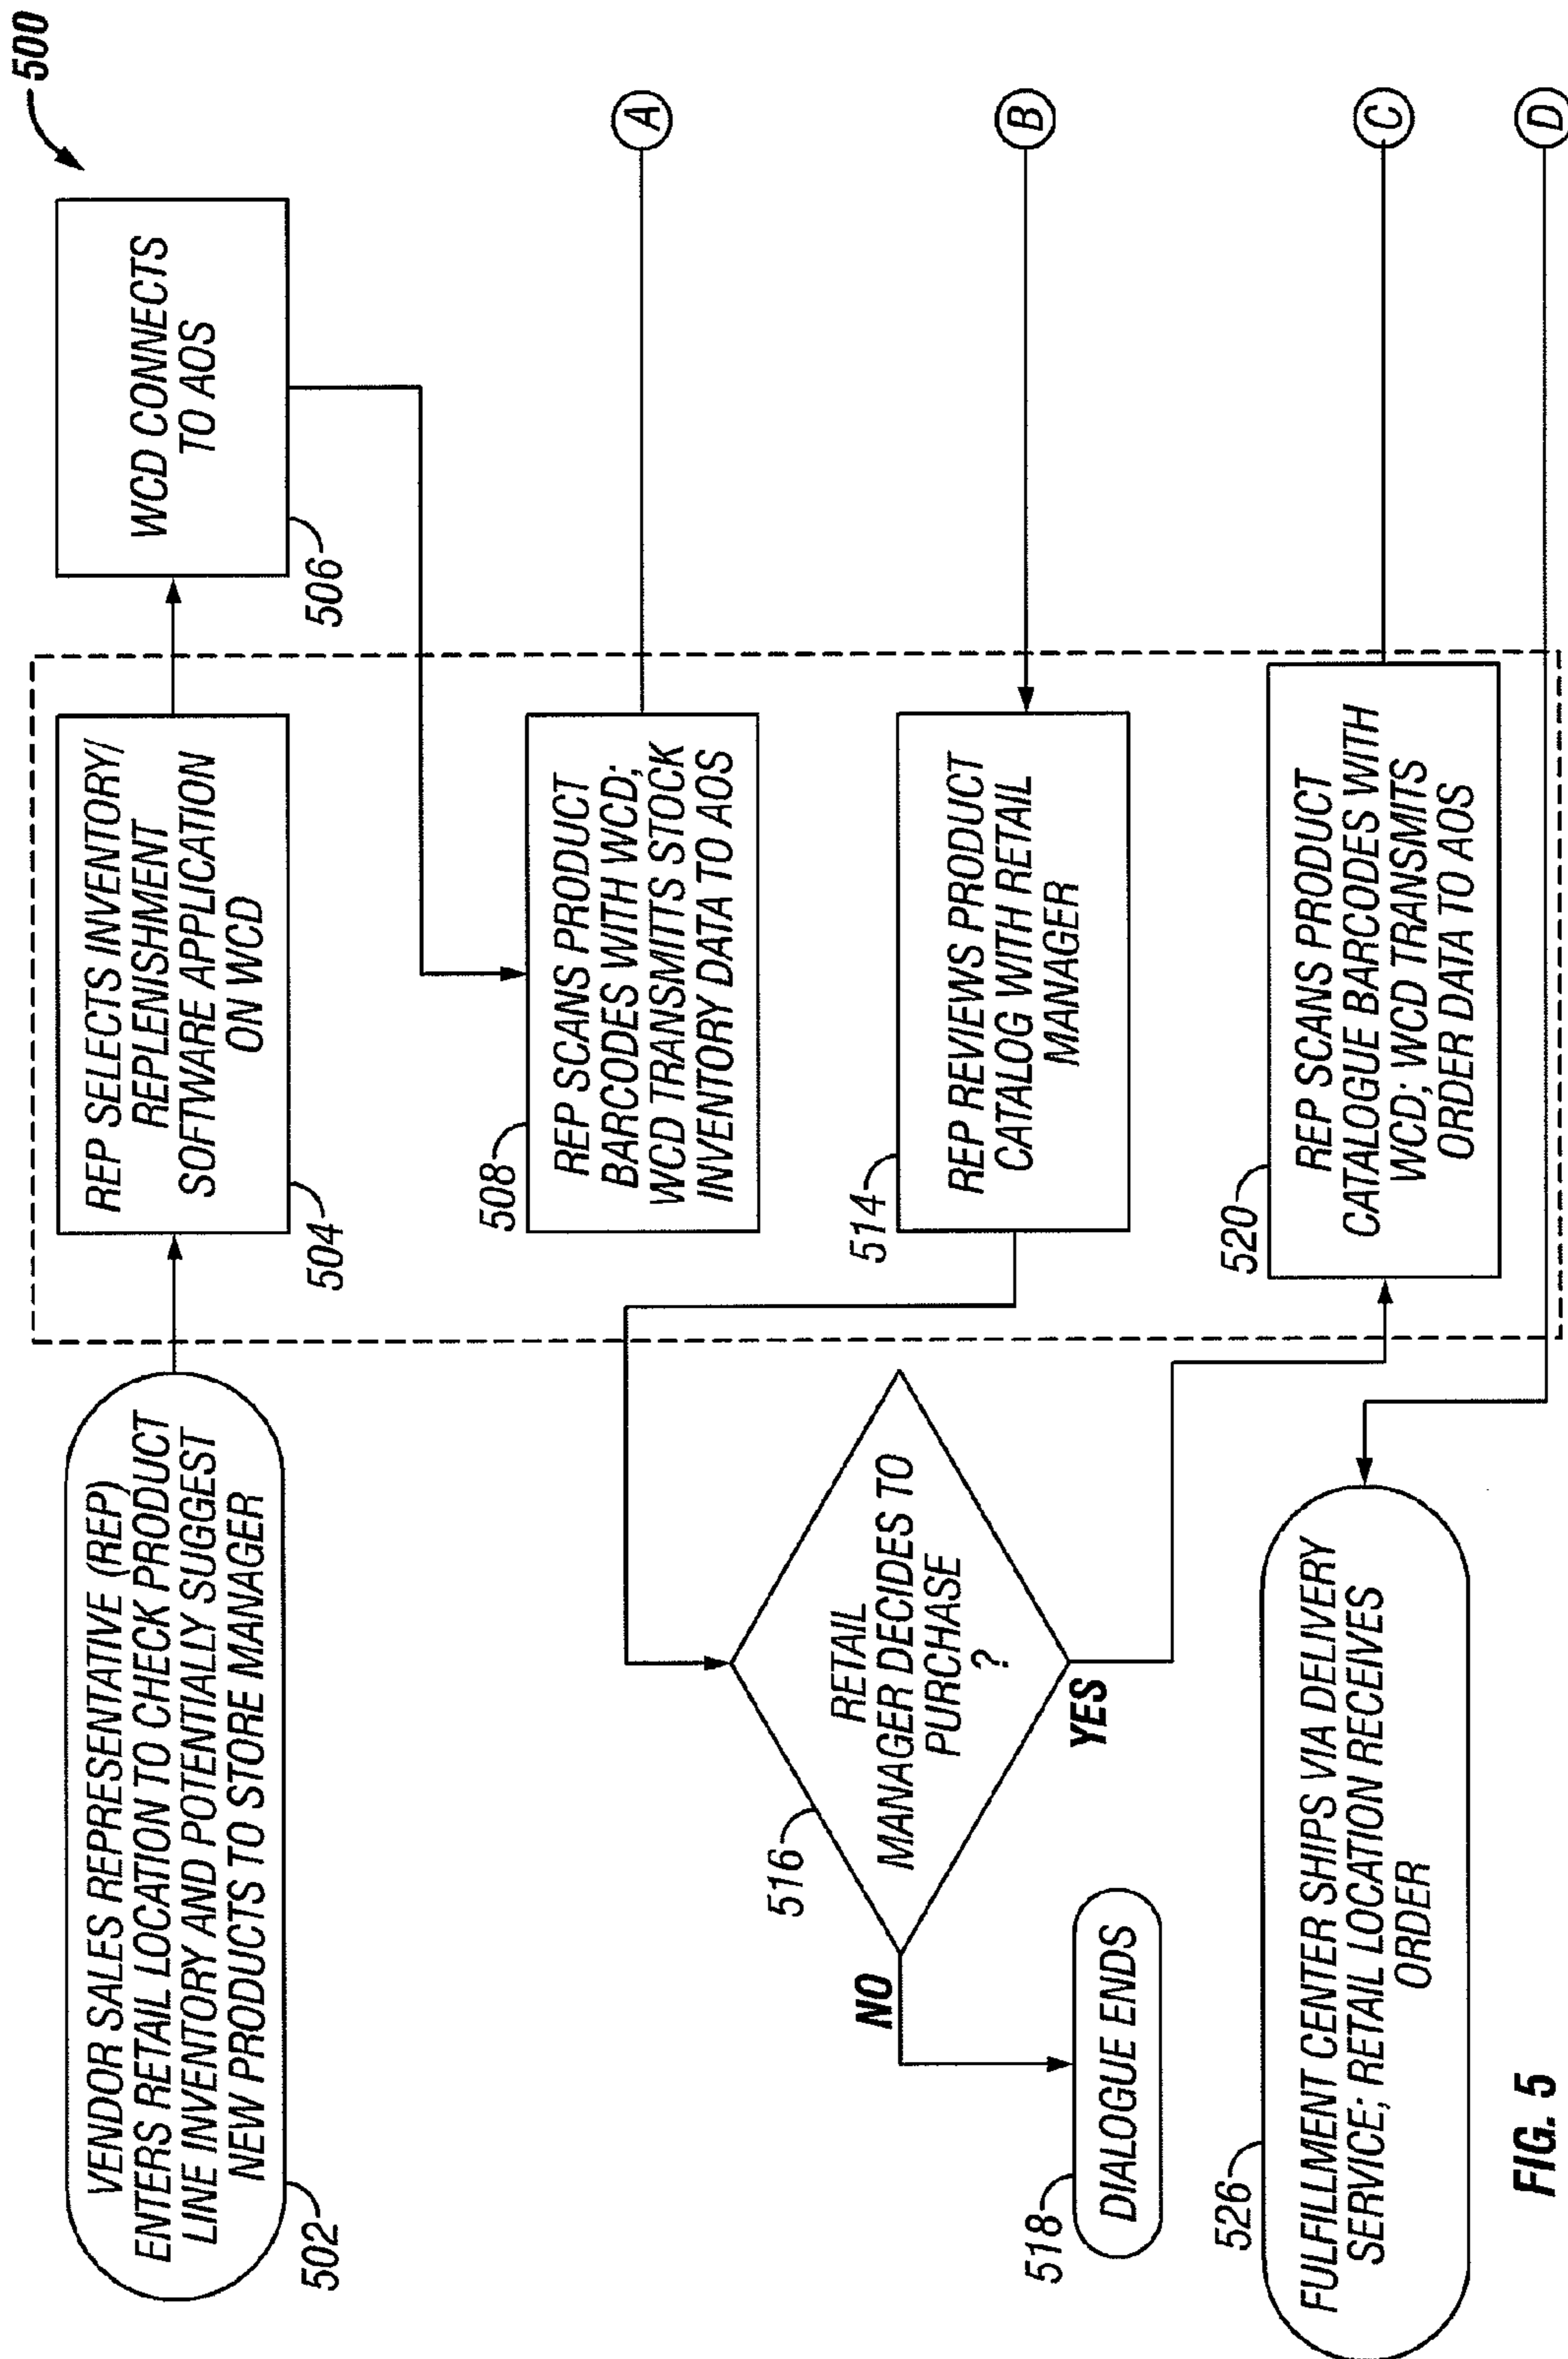 500
VENDOR SALES REPRESENTATIVE (REP)
ENTERS RETAIL LOCATION TO CHECK PRODUCT
LINE INVENTORY AND POTENTIALLY SUGGEST
NEW PRODUCTS TO STORE MANAGER
502
REP SELECTS INVENTORY/
REPLENISHMENT
SOFTWARE APPLICATION
ON WCD
504
WCD CONNECTS
TO AOS
506
508
REP SCANS PRODUCT
BARCODES WITH WCD;
WCD TRANSMITTS STOCK
INVENTORY DATA TO AOS
A
514
REP REVIEWS PRODUCT
CATALOG WITH RETAIL
MANAGER
B
516
RETAIL
MANAGER DECIDES TO
PURCHASE
?
NO
YES
518
DIALOGUE ENDS
520
REP SCANS PRODUCT
CATALOGUE BARCODES WITH
WCD; WCD TRANSMITS
ORDER DATA TO AOS
C
526
FULFILLMENT CENTER SHIPS VIA DELIVERY
SERVICE; RETAIL LOCATION RECEIVES
ORDER
D
FIG. 5